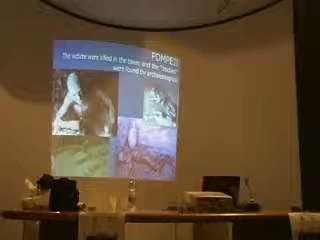 POMPEII
The victims were killed in the town, and the "bodies"
were found by archaeologists